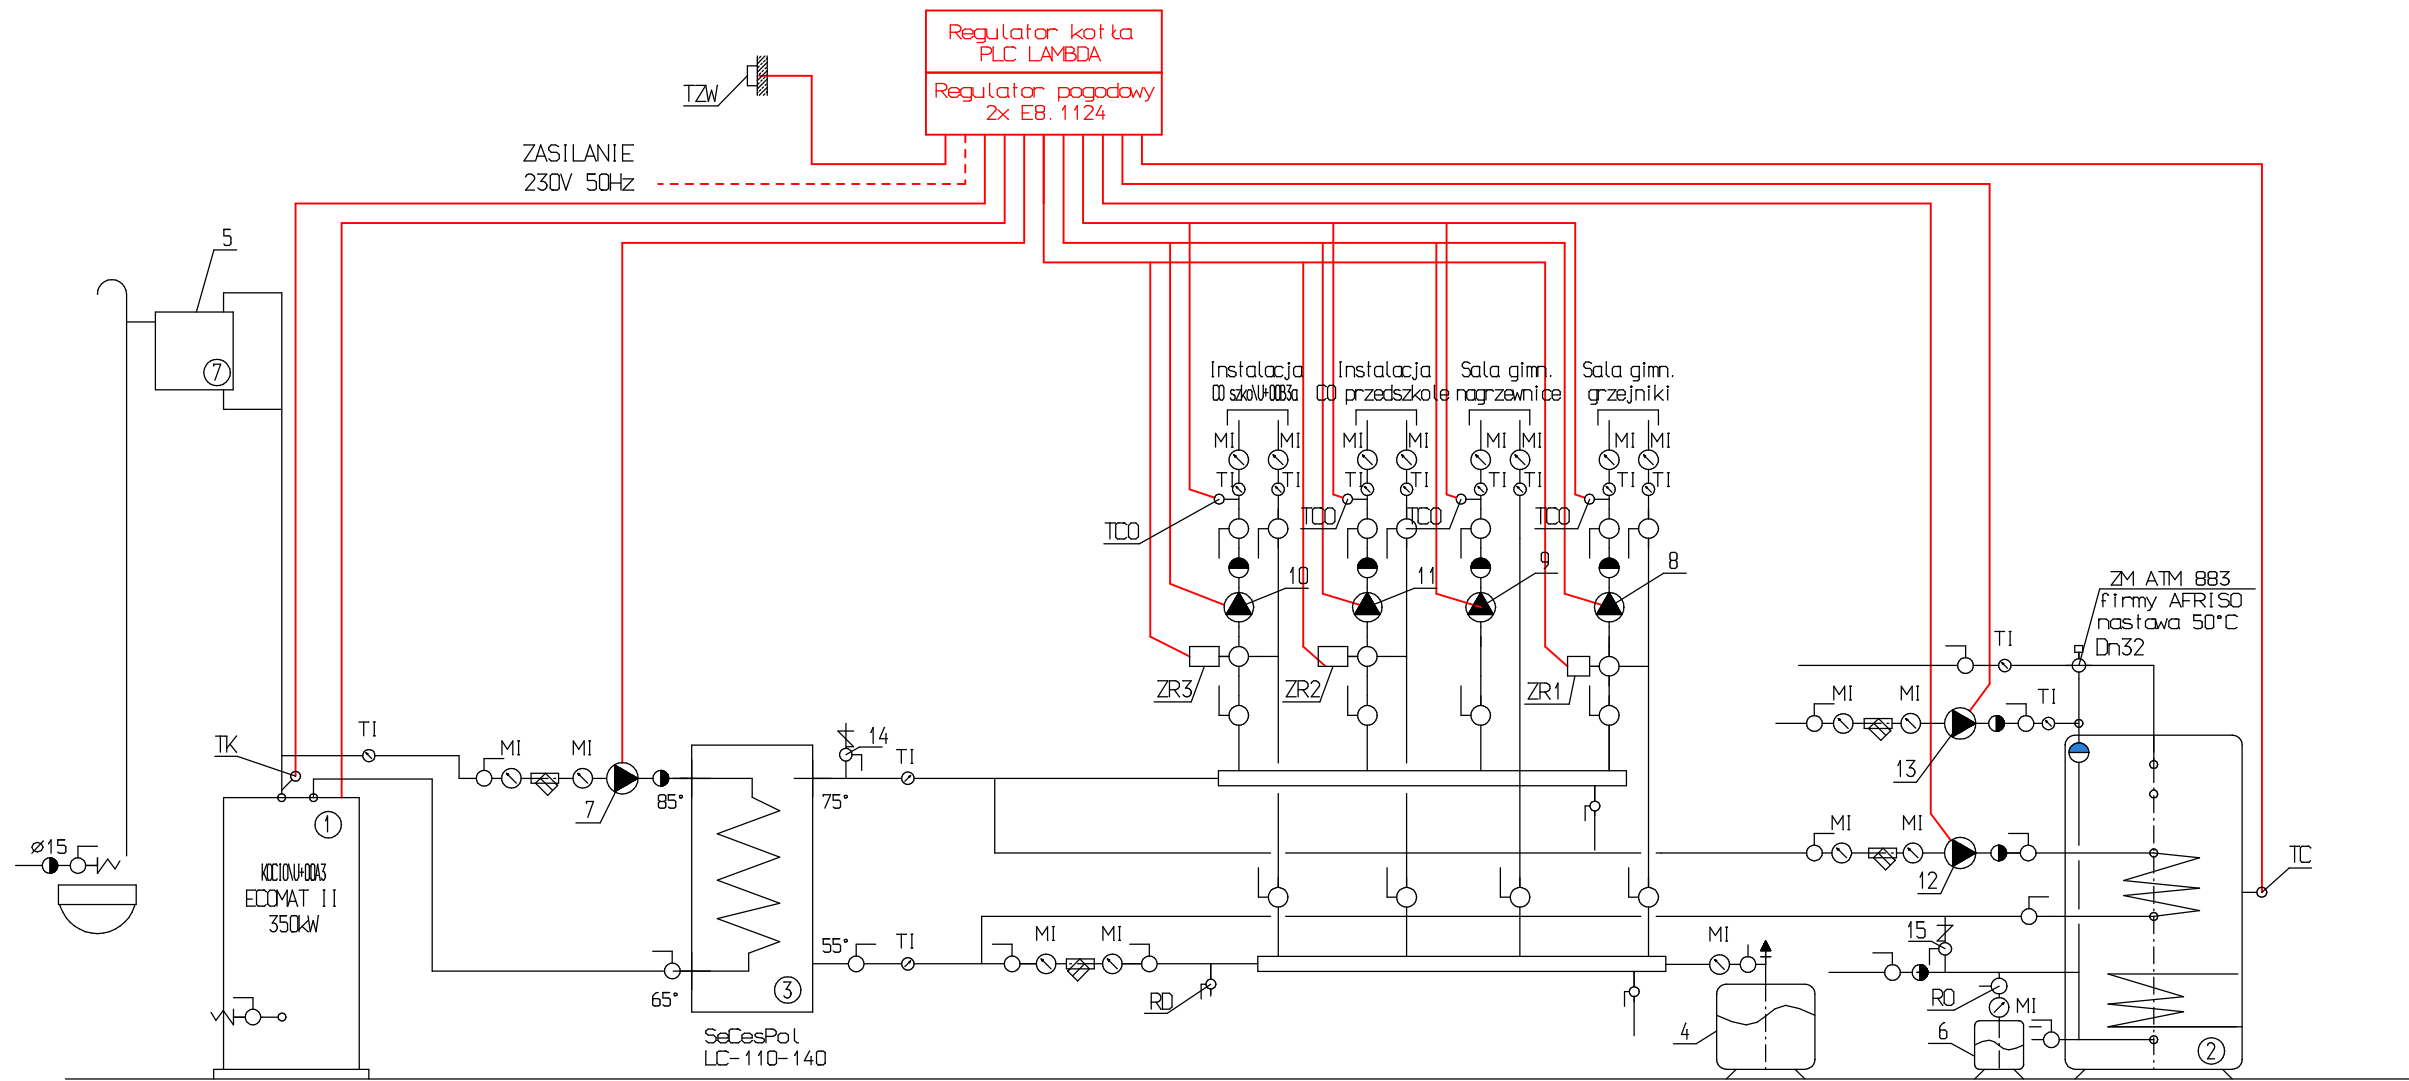 Regulator kotła
PLC LAMBDA
Regulator pogodowy
2x E8.1124
TZW
ZASILANIE
230V 50Hz
5
7
Instalacja
CO szko\U+00B3a
Instalacja
CO przedszkole
Sala gimn.
nagrzewnice
Sala gimn.
grzejniki
MI
MI
MI
MI
MI
MI
MI
MI
TI
TI
TI
TI
TI
TI
TI
TI
TCO
TCO
TCO
TCO
10
11
9
8
ZR3
ZR2
ZR1
ZM ATM 883
firmy AFRISO
nastawa 50°C
Dn32
TI
MI
MI
TI
13
TK
TI
MI
MI
7
85°
14
TI
75°
1
KOCIO\U+00A3
ECOMAT II
350kW
ø15
MI
MI
12
TC
55°
TI
MI
MI
MI
15
65°
3
RD
RO
MI
4
6
2
SeCesPol
LC-110-140